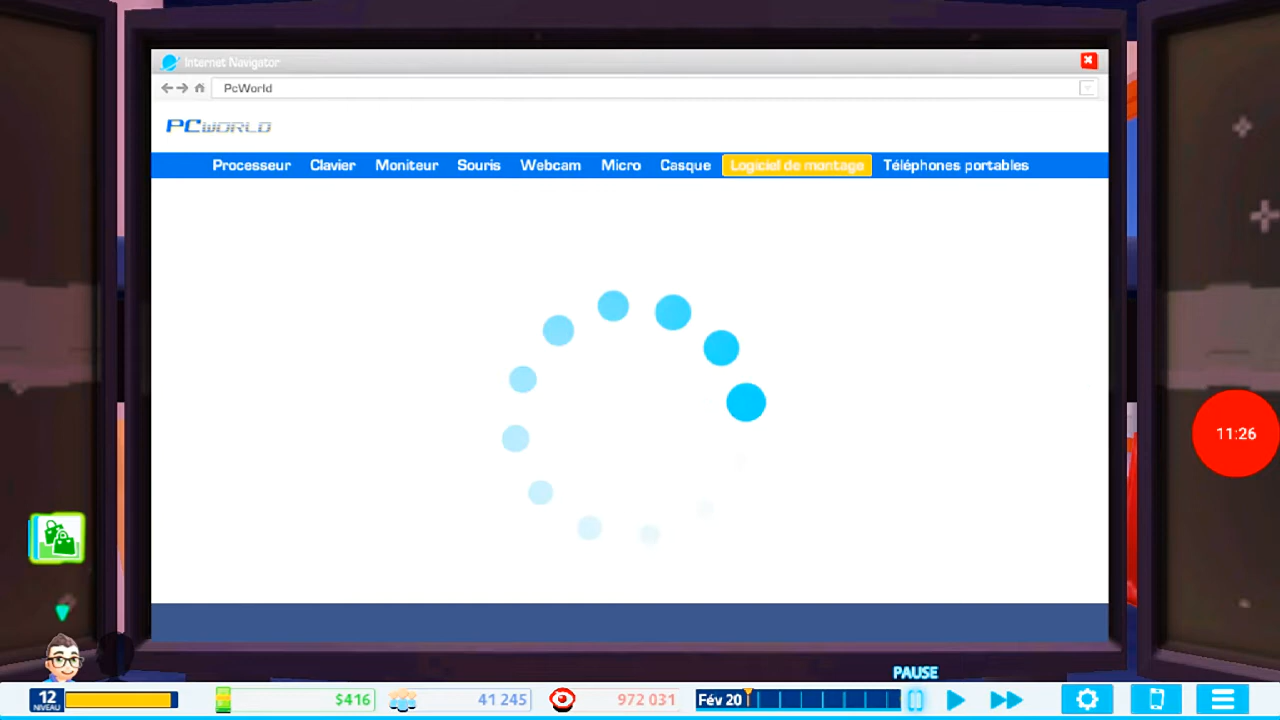 Internet Navigator
PcWorld
PCWORLD
Processeur Clavier Moniteur Souris Webcam Micro Casque Logiciel de montage Téléphones portables
11:26
PAUSE
12
NIVEAU
$416
41 245
972 031
Fév 20